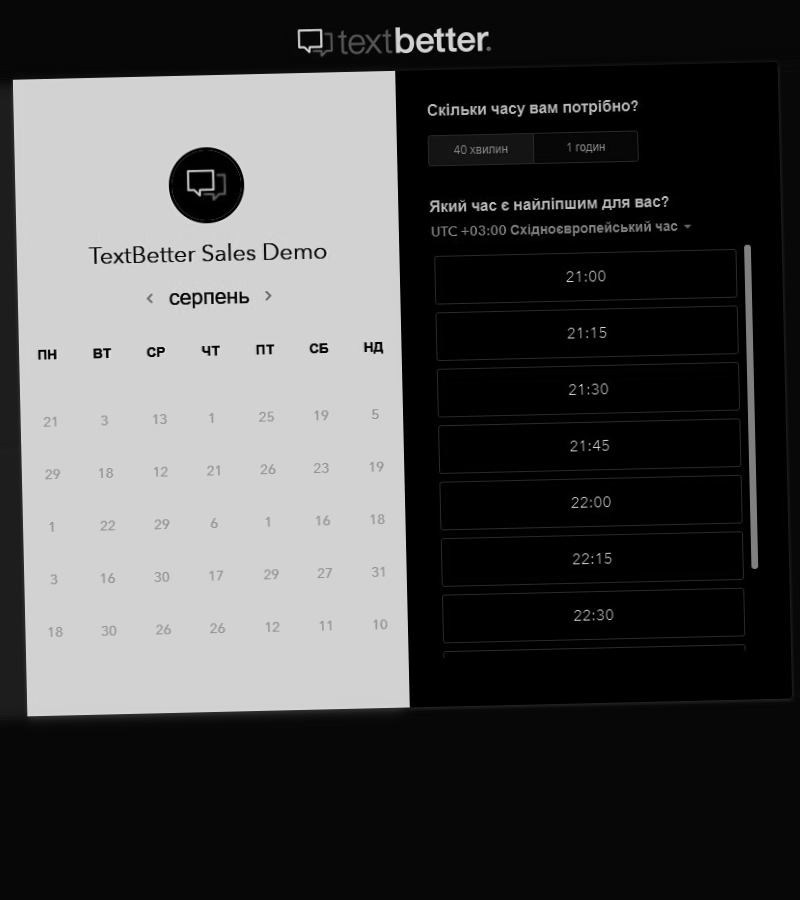 textbetter.
TextBetter Sales Demo
серпень
ПН ВТ СР ЧТ ПТ СБ НД
21 3 13 1 25 19 5
29 18 12 21 26 23 19
1 22 29 6 1 16 18
3 16 30 17 29 27 31
18 30 26 26 12 11 10
Скільки часу вам потрібно?
40 хвилин 1 годин
Який час є найліпшим для вас?
UTC +03:00 Східноєвропейський час
21:00
21:15
21:30
21:45
22:00
22:15
22:30